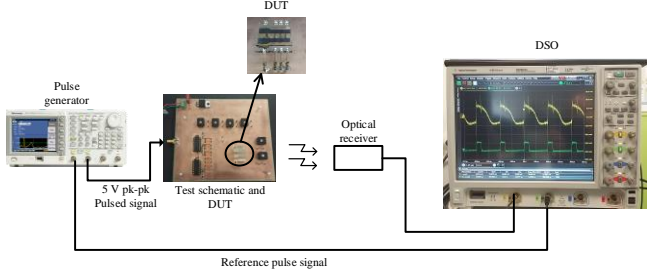 DUT
DSO
Pulse
generator
Optical
receiver
5 V pk-pk
Pulsed signal
Test schematic and
DUT
Reference pulse signal